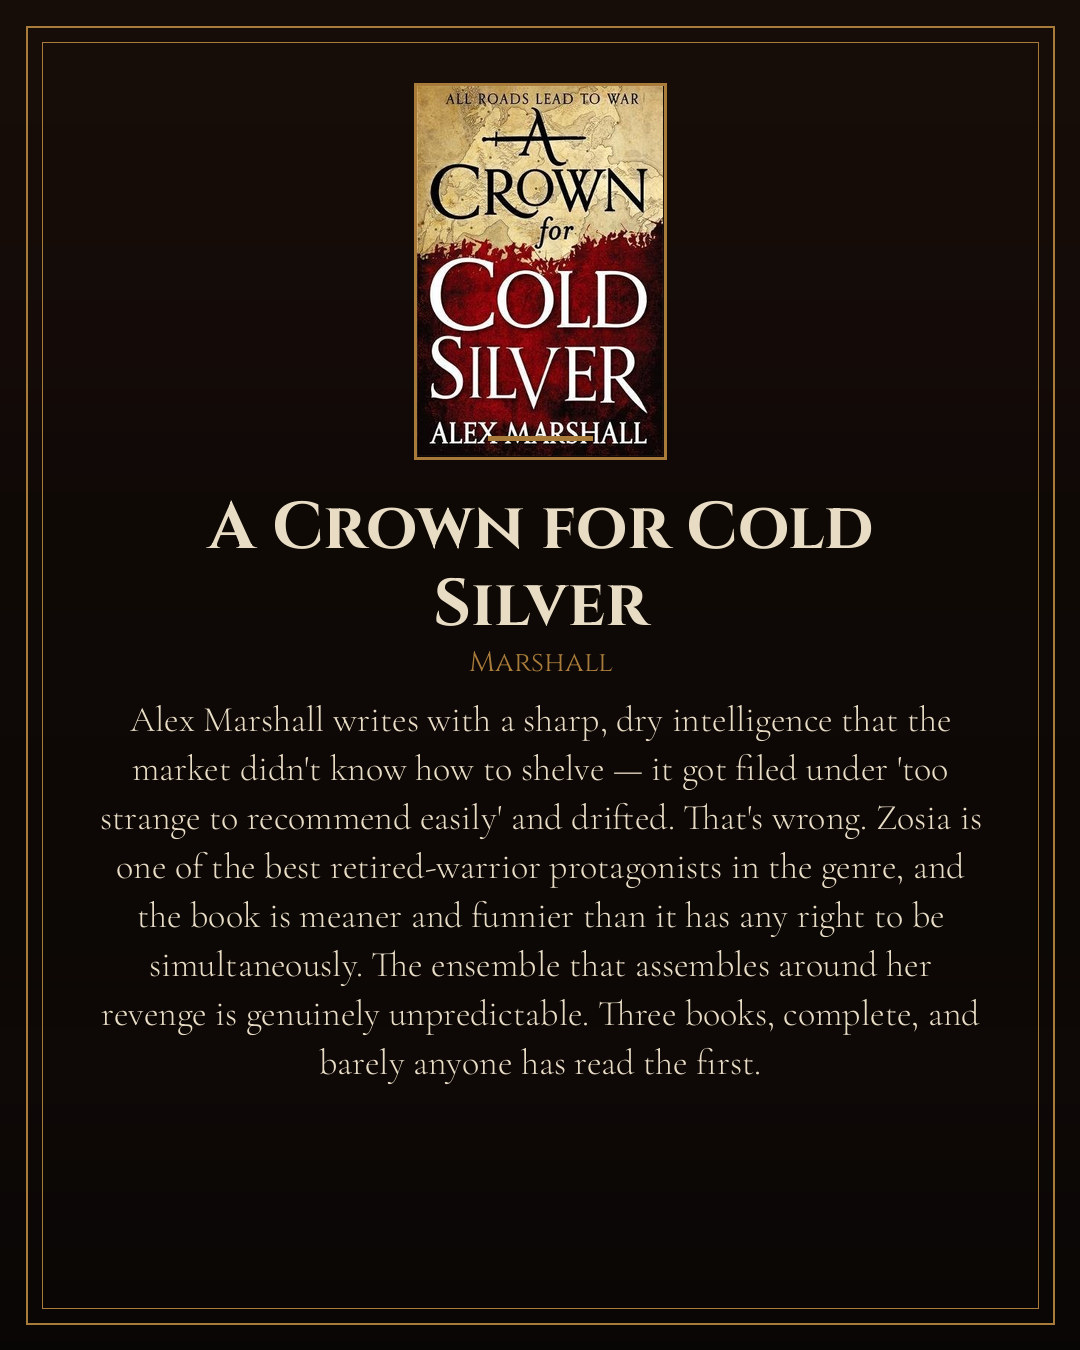 ALL ROADS LEAD TO WAR
A
CROWN
for
COLD
SILVER
ALEX MARSHALL
A Crown for Cold
Silver
Marshall
Alex Marshall writes with a sharp, dry intelligence that the
market didn't know how to shelve — it got filed under 'too
strange to recommend easily' and drifted. That's wrong. Zosia is
one of the best retired-warrior protagonists in the genre, and
the book is meaner and funnier than it has any right to be
simultaneously. The ensemble that assembles around her
revenge is genuinely unpredictable. Three books, complete, and
barely anyone has read the first.